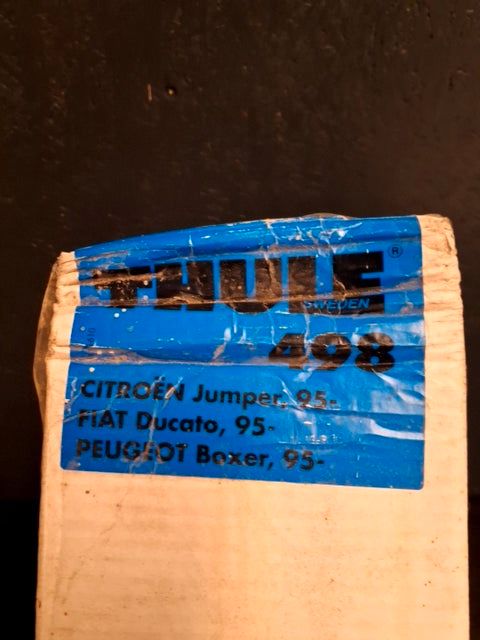 THULE®
SWEDEN
498
CITROËN Jumper, 95-
FIAT Ducato, 95-
PEUGEOT Boxer, 95-